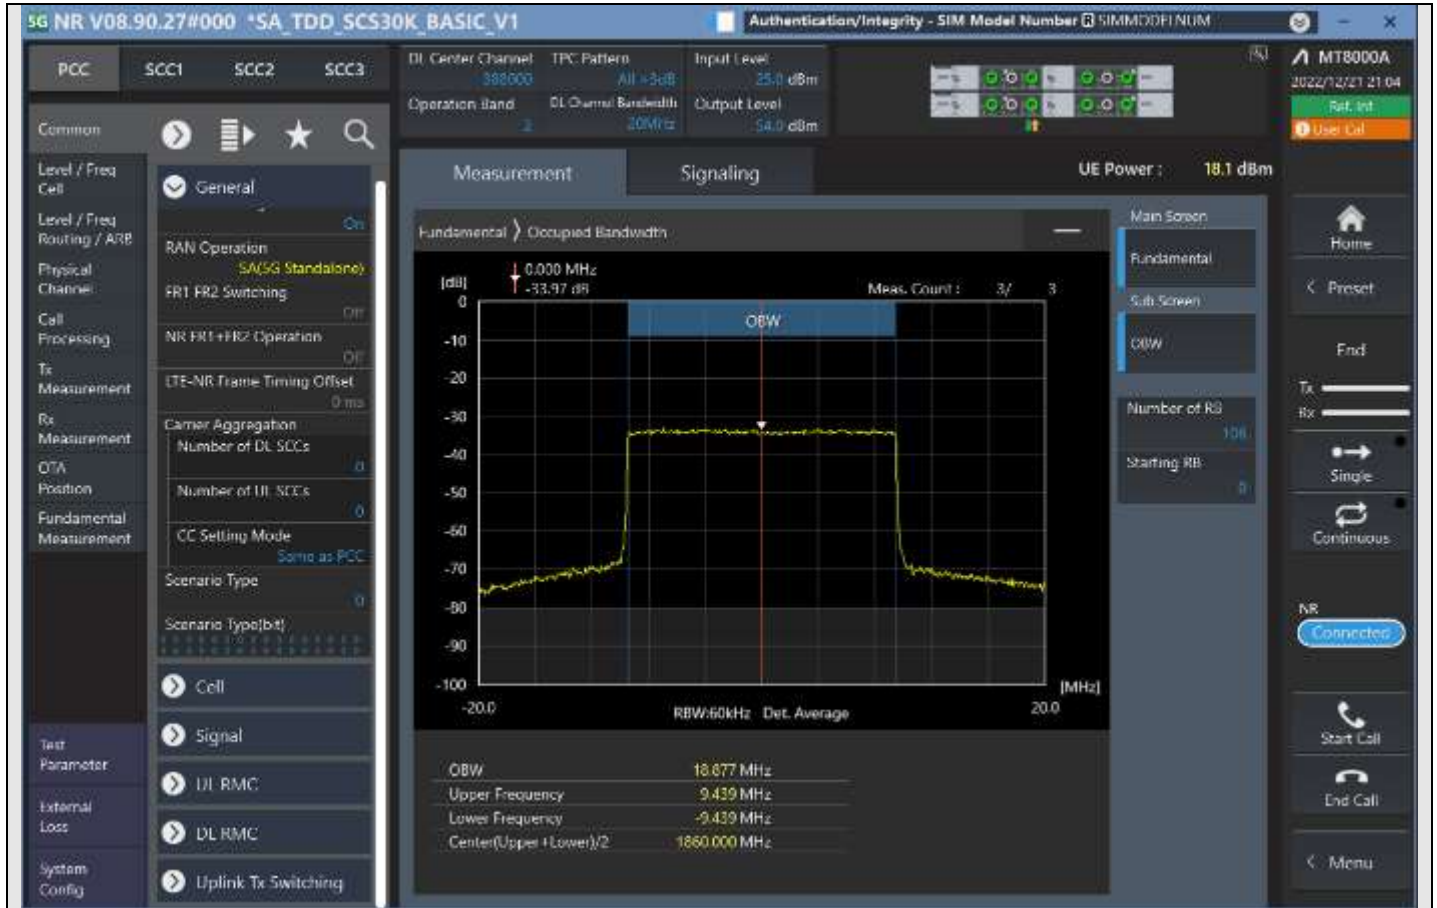 5G NR V08.90.27#000 *SA_TDD_SCS30K_BASIC_V1
Authentication/Integrity - SIM Model Number SIMMODELNUM
PCC SCC1 SCC2 SCC3
DL Center Channel
388000
TPC Pattern
All +3dB
Input Level
25.0 dBm
Operation Band
2
DL Channel Bandwidth
20MHz
Output Level
-54.0 dBm
MT8000A
2022/12/21 21:04
Ref. Int
User Cal
Common
Level / Freq
Cell
Level / Freq
Routing / ARB
Physical
Channel
Call
Processing
Tx
Measurement
Rx
Measurement
OTA
Position
Fundamental
Measurement
Test
Parameter
External
Loss
System
Config
General
On
RAN Operation
SA(5G Standalone)
FR1 FR2 Switching
Off
NR FR1+FR2 Operation
Off
LTE-NR Frame Timing Offset
0 ms
Carrier Aggregation
Number of DL SCCs
0
Number of UL SCCs
0
CC Setting Mode
Same as PCC
Scenario Type
0
Scenario Type(bit)
Cell
Signal
UL RMC
DL RMC
Uplink Tx Switching
Measurement Signaling
UE Power : 18.1 dBm
Fundamental Occupied Bandwidth
[dB]
0.000 MHz
-33.97 dB
Meas. Count : 3/ 3
OBW
0
-10
-20
-30
-40
-50
-60
-70
-80
-90
-100
-20.0
20.0
[MHz]
RBW:60kHz Det. Average
OBW 18.877 MHz
Upper Frequency 9.439 MHz
Lower Frequency -9.439 MHz
Center(Upper+Lower)/2 1860.000 MHz
Main Screen
Fundamental
Sub Screen
OBW
Number of RB
106
Starting RB
0
Home
Preset
End
Tx
Rx
Single
Continuous
NR
Connected
Start Call
End Call
Menu